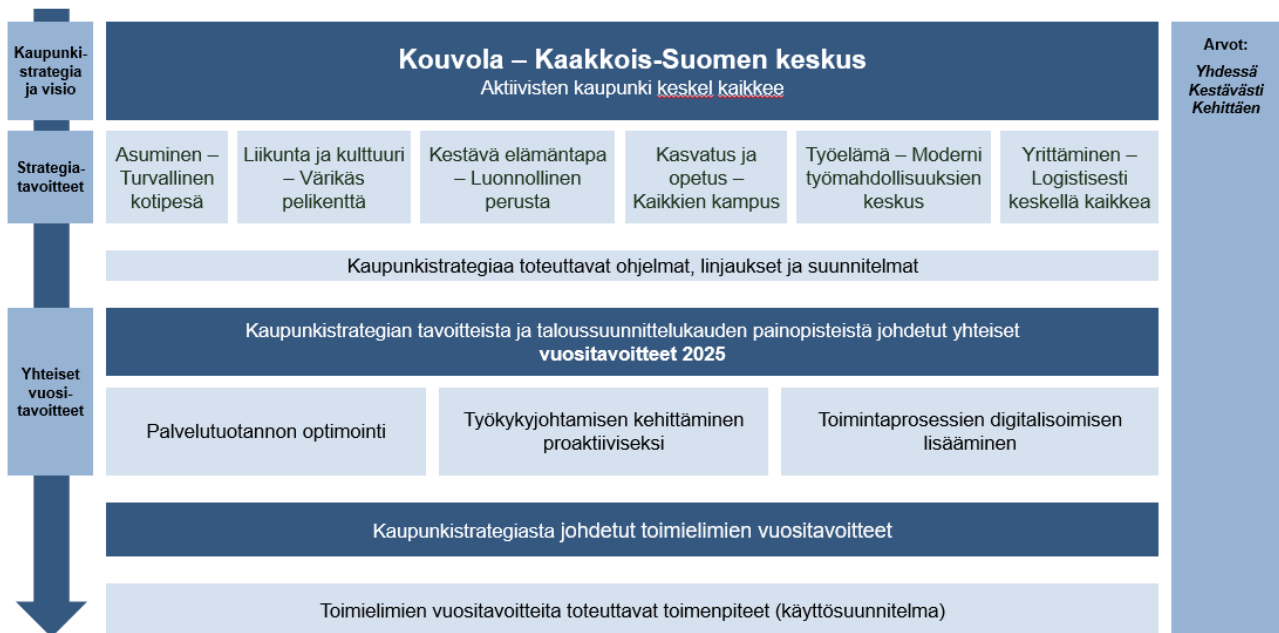 Kaupunki-
strategia
ja visio
Kouvola – Kaakkois-Suomen keskus
Aktiivisten kaupunki keskel kaikkee
Arvot:
Yhdessä
Kestävästi
Kehittäen
Strategia-
tavoitteet
Asuminen –
Turvallinen
kotipesä
Liikunta ja kulttuuri
– Värikäs
pelikenttä
Kestävä elämäntapa
– Luonnollinen
perusta
Kasvatus ja
opetus –
Kaikkien kampus
Työelämä – Moderni
työmahdollisuuksien
keskus
Yrittäminen –
Logistisesti
keskellä kaikkea
Kaupunkistrategiaa toteuttavat ohjelmat, linjaukset ja suunnitelmat
Yhteiset
vuosi-
tavoitteet
Kaupunkistrategian tavoitteista ja taloussuunnittelukauden painopisteistä johdetut yhteiset
vuositavoitteet 2025
Palvelutuotannon optimointi
Työkykyjohtamisen kehittäminen
proaktiiviseksi
Toimintaprosessien digitalisoimisen
lisääminen
Kaupunkistrategiasta johdetut toimielimien vuositavoitteet
Toimielimien vuositavoitteita toteuttavat toimenpiteet (käyttösuunnitelma)